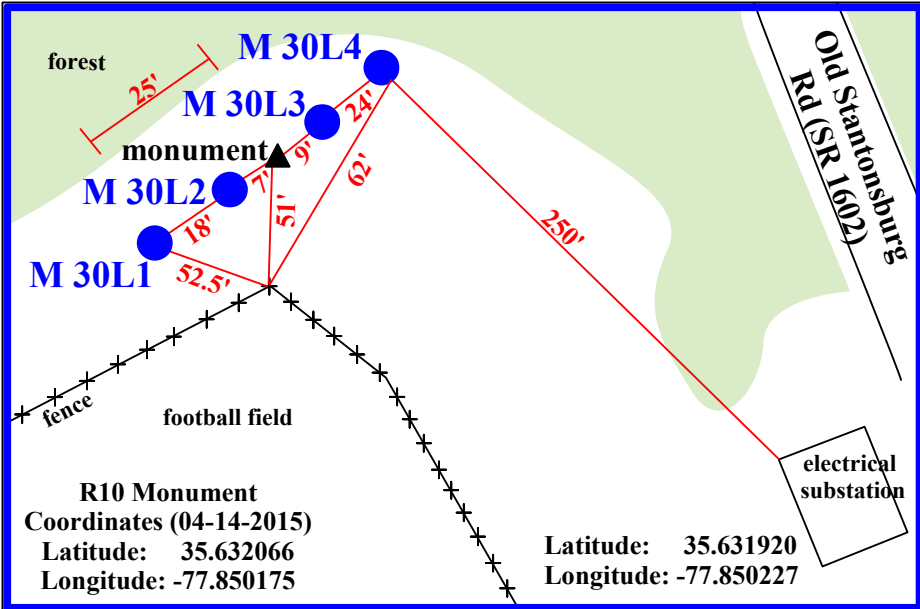 forest
25'
M 30L4
M 30L3
24'
monument
9'
M 30L2
7'
62'
18'
51'
M 30L1
52.5'
250'
Old Stantonsburg
Rd (SR 1602)
fence
football field
electrical
substation
R10 Monument
Coordinates (04-14-2015)
Latitude: 35.632066
Longitude: -77.850175
Latitude: 35.631920
Longitude: -77.850227